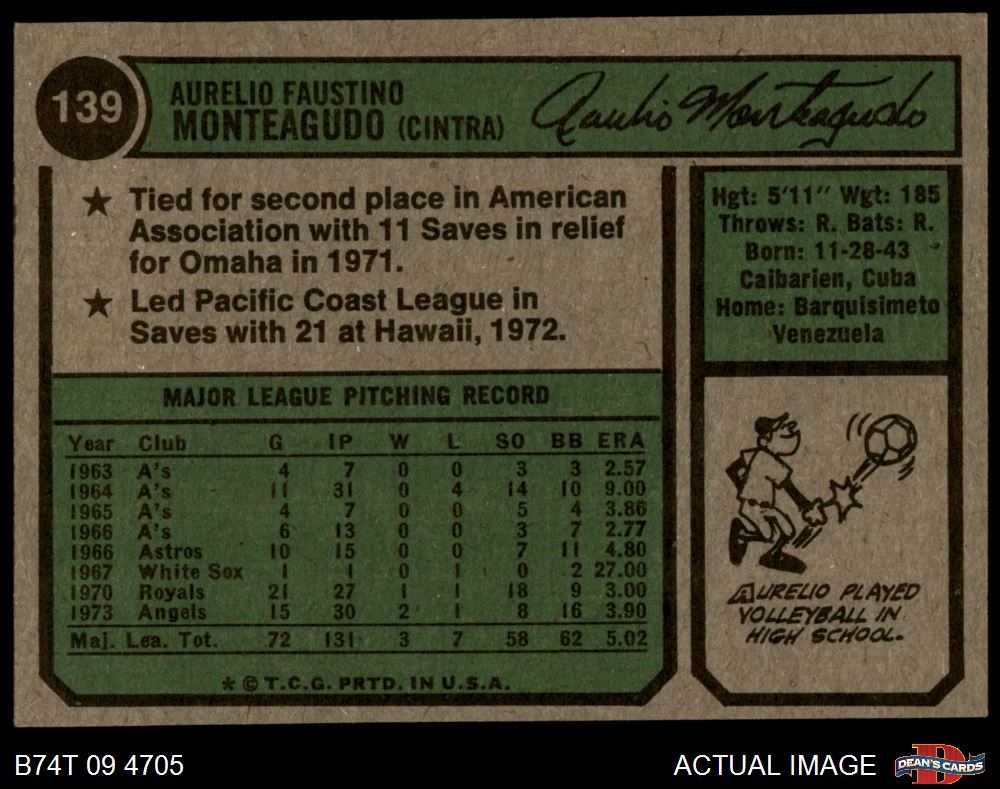 139
AURELIO FAUSTINO
MONTEAGUDO (CINTRA)
Aurelio Monteagudo
★ Tied for second place in American
Association with 11 Saves in relief
for Omaha in 1971.
★ Led Pacific Coast League in
Saves with 21 at Hawaii, 1972.
Hgt: 5'11" Wgt: 185
Throws: R. Bats: R.
Born: 11-28-43
Caibarien, Cuba
Home: Barquisimeto
Venezuela
MAJOR LEAGUE PITCHING RECORD
Year Club G IP W L SO BB ERA
1963 A's 4 7 0 0 3 3 2.57
1964 A's 11 31 0 4 14 10 9.00
1965 A's 4 7 0 0 5 4 3.86
1966 A's 6 13 0 0 3 7 2.77
1966 Astros 10 15 0 0 7 11 4.80
1967 White Sox 1 1 0 1 0 2 27.00
1970 Royals 21 27 1 1 18 9 3.00
1973 Angels 15 30 2 1 8 16 3.90
Maj. Lea. Tot. 72 131 3 7 58 62 5.02
* © T.C.G. PRTD. IN U.S.A.
AURELIO PLAYED
VOLLEYBALL IN
HIGH SCHOOL.
B74T 09 4705
ACTUAL IMAGE
D
DEAN'S CARDS